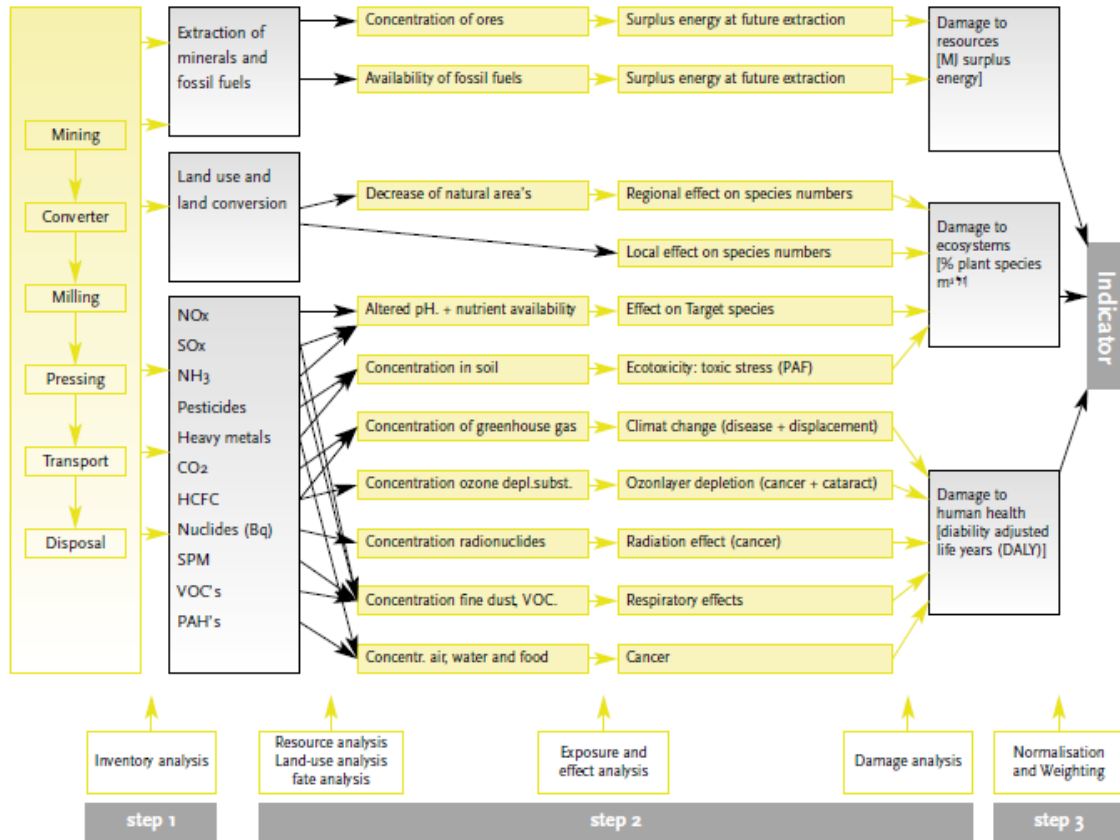 Mining
Converter
Milling
Pressing
Transport
Disposal
Extraction of
minerals and
fossil fuels
Land use and
land conversion
NOx
SOx
NH3
Pesticides
Heavy metals
CO2
HCFC
Nuclides (Bq)
SPM
VOC's
PAH's
Concentration of ores
Availability of fossil fuels
Decrease of natural area's
Altered pH. + nutrient availability
Concentration in soil
Concentration of greenhouse gas
Concentration ozone depl.subst.
Concentration radionuclides
Concentration fine dust, VOC.
Concentr. air, water and food
Surplus energy at future extraction
Surplus energy at future extraction
Regional effect on species numbers
Local effect on species numbers
Effect on Target species
Ecotoxicity: toxic stress (PAF)
Climat change (disease + displacement)
Ozonlayer depletion (cancer + cataract)
Radiation effect (cancer)
Respiratory effects
Cancer
Damage to
resources
[MJ surplus
energy]
Damage to
ecosystems
[% plant species
Damage to
human health
[diability adjusted
life years (DALY)]
Indicator
Inventory analysis
Resource analysis
Land-use analysis
fate analysis
Exposure and
effect analysis
Damage analysis
Normalisation
and Weighting
step 1
step 2
step 3